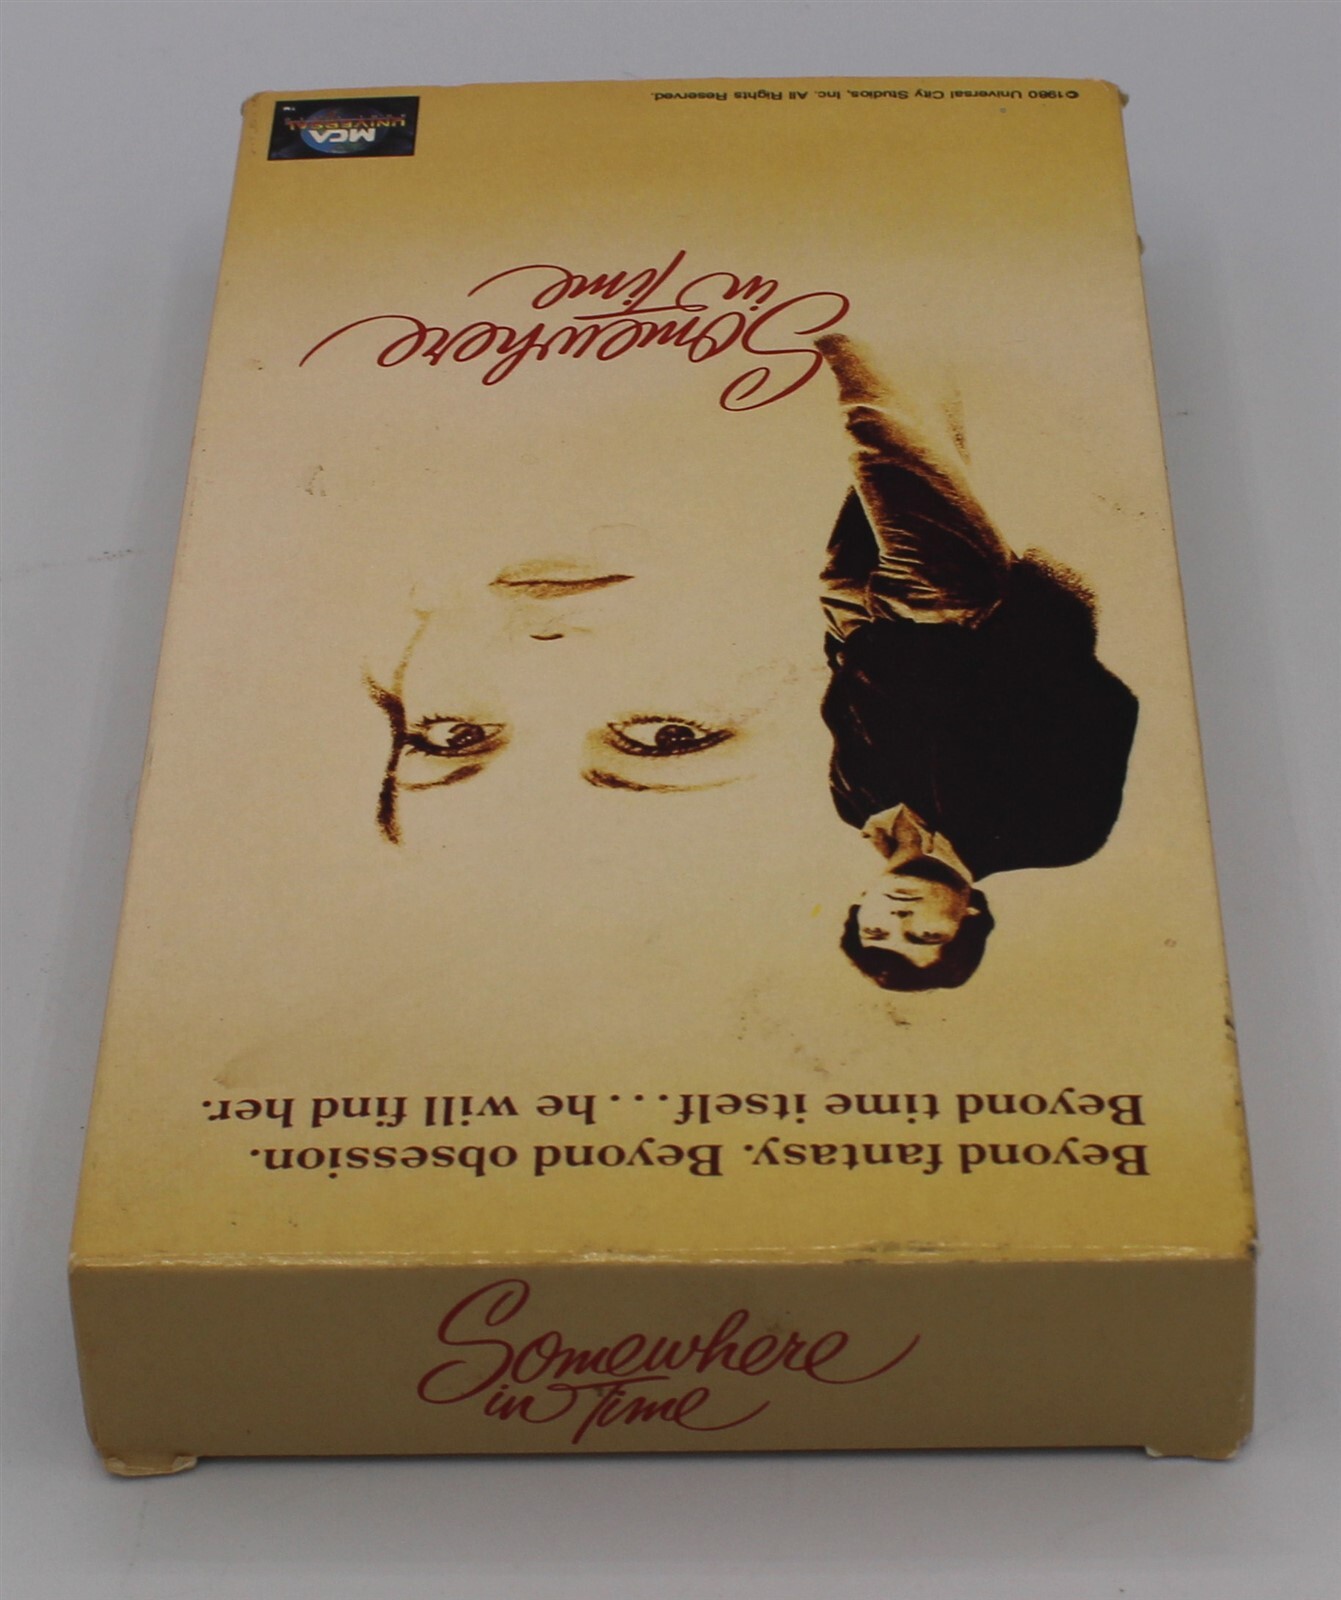 Beyond fantasy. Beyond obsession.
Beyond time itself...he will find her.
Somewhere
in Time
©1980 Universal City Studios, Inc. All Rights Reserved.
MCA
UNIVERSAL
™
Somewhere
in Time